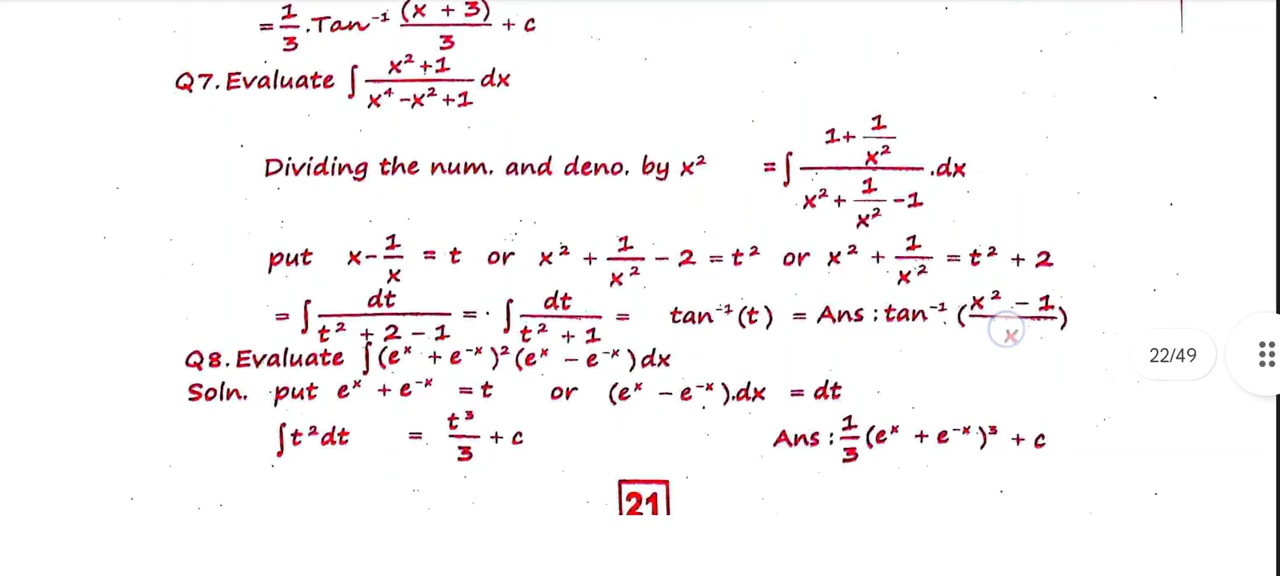 = 1/3 . Tan⁻¹ (x + 3)/3 + c
Q7. Evaluate ∫ (x² + 1)/(x⁴ - x² + 1) dx
Dividing the num. and deno. by x² = ∫ (1 + 1/x²)/(x² + 1/x² - 1) .dx
put x - 1/x = t or x² + 1/x² - 2 = t² or x² + 1/x² = t² + 2
= ∫ dt/(t² + 2 - 1) = ∫ dt/(t² + 1) = tan⁻¹(t) = Ans : tan⁻¹ ((x² - 1)/x)
Q8. Evaluate ∫(eˣ + e⁻ˣ)² (eˣ - e⁻ˣ) dx
Soln. put eˣ + e⁻ˣ = t or (eˣ - e⁻ˣ).dx = dt
∫t²dt = t³/3 + c Ans : 1/3 (eˣ + e⁻ˣ)³ + c
21
22/49